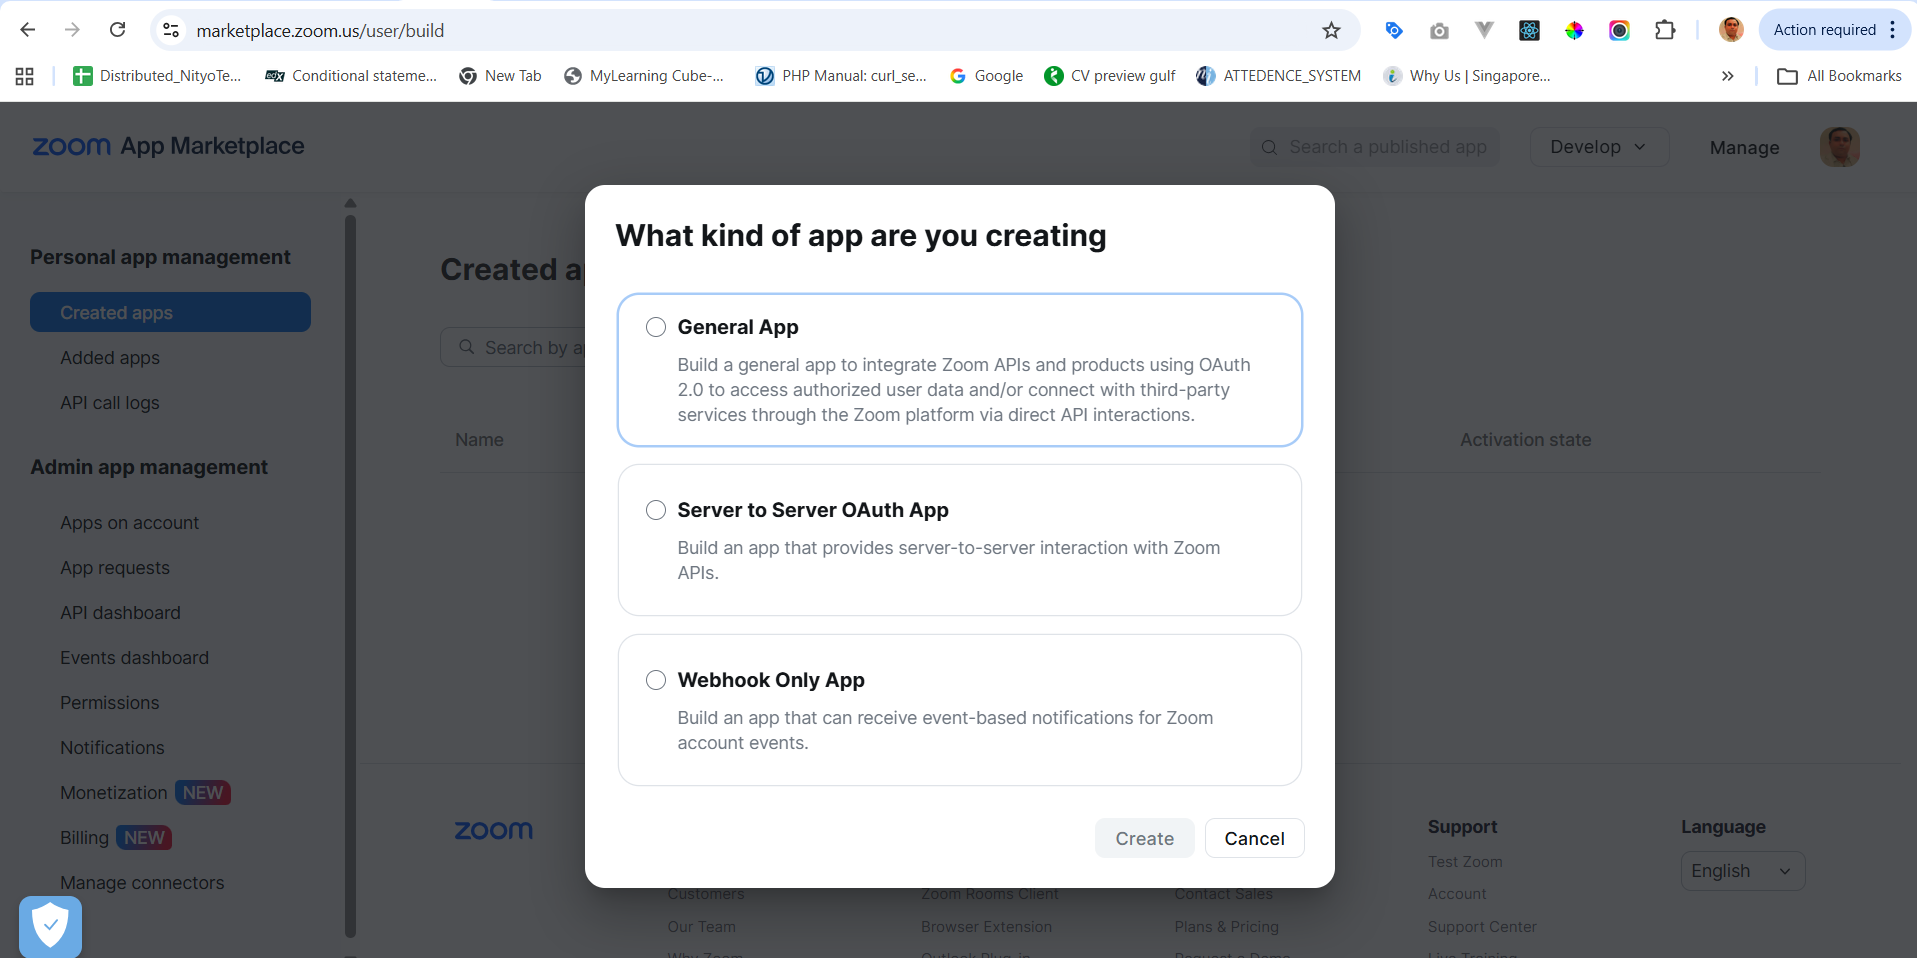 marketplace.zoom.us/user/build
Action required
Distributed_NityoTe...
edX
Conditional stateme...
New Tab
MyLearning Cube-...
PHP Manual: curl_se...
Google
CV preview gulf
ATTEDENCE_SYSTEM
Why Us | Singapore...
All Bookmarks
zoom App Marketplace
Search a published app
Develop
Manage
Personal app management
Created apps
Added apps
API call logs
Admin app management
Apps on account
App requests
API dashboard
Events dashboard
Permissions
Notifications
Monetization NEW
Billing NEW
Manage connectors
Created a
Search by a
Name
Activation state
What kind of app are you creating
General App
Build a general app to integrate Zoom APIs and products using OAuth
2.0 to access authorized user data and/or connect with third-party
services through the Zoom platform via direct API interactions.
Server to Server OAuth App
Build an app that provides server-to-server interaction with Zoom
APIs.
Webhook Only App
Build an app that can receive event-based notifications for Zoom
account events.
Create
Cancel
zoom
Customers
Our Team
Zoom Rooms Client
Browser Extension
Contact Sales
Plans & Pricing
Support
Test Zoom
Account
Support Center
Language
English